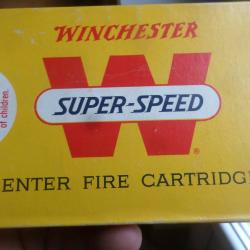 WINCHESTER
of children.
W
SUPER-SPEED
®
ENTER FIRE CARTRIDG